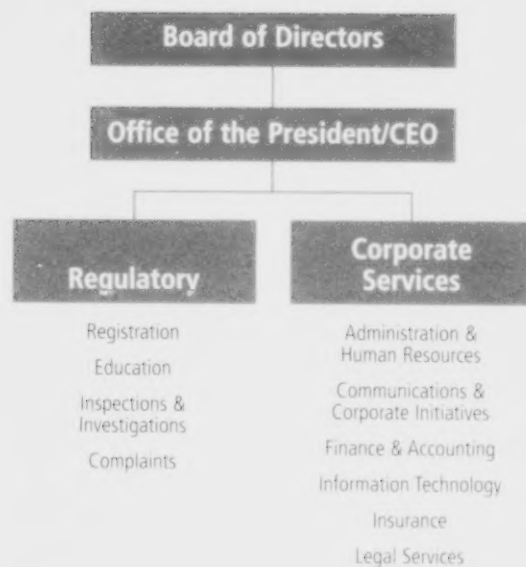 Board of Directors
Office of the President/CEO
Regulatory
Registration
Education
Inspections &
Investigations
Complaints
Corporate
Services
Administration &
Human Resources
Communications &
Corporate Initiatives
Finance & Accounting
Information Technology
Insurance
Legal Services